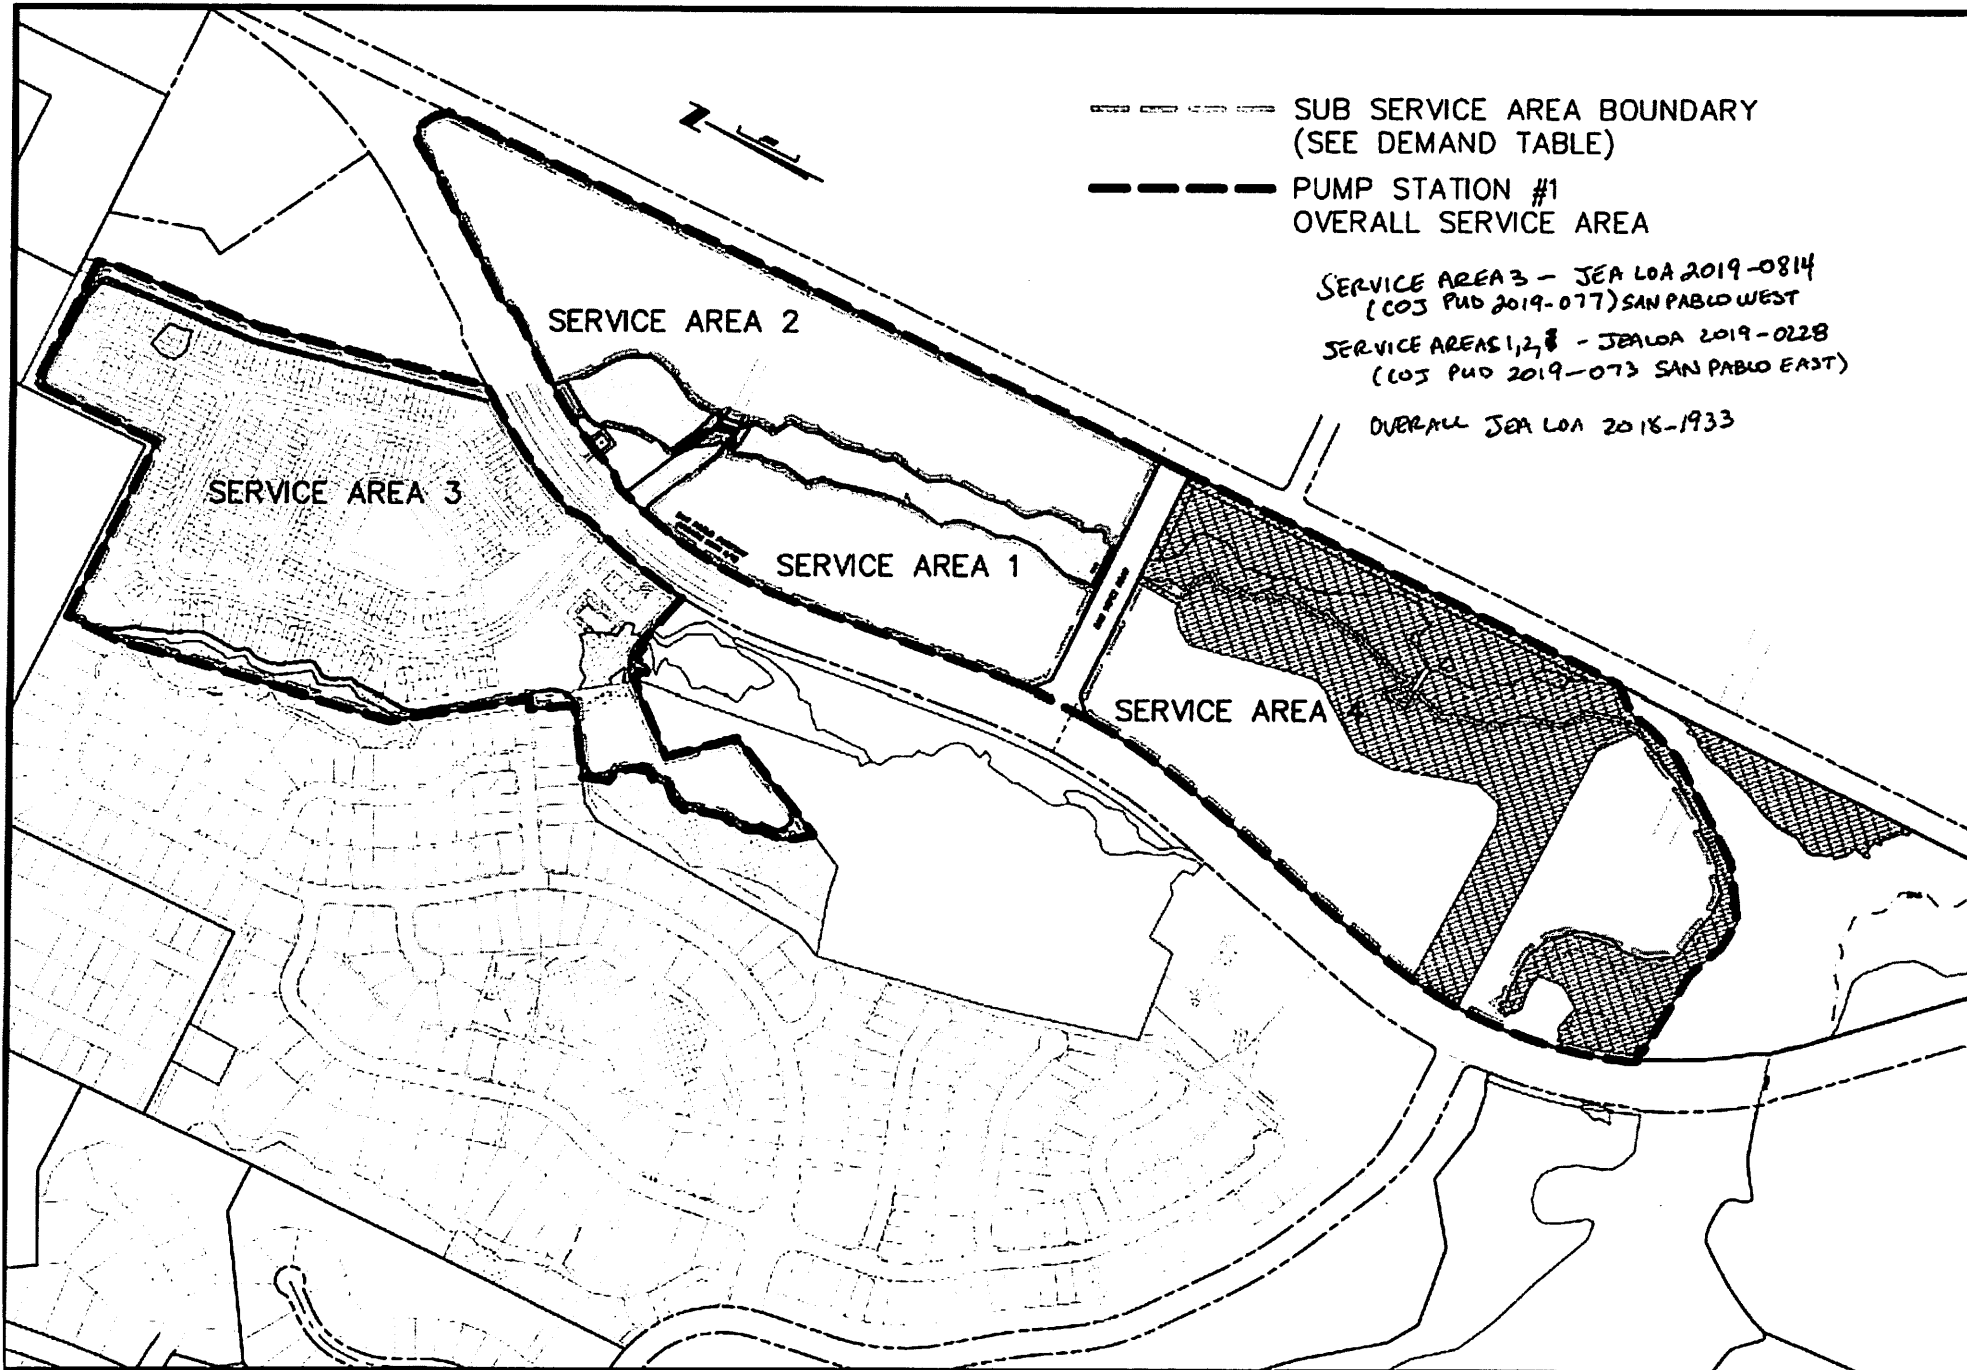 SUB SERVICE AREA BOUNDARY
(SEE DEMAND TABLE)
PUMP STATION #1
OVERALL SERVICE AREA
SERVICE AREA 3 - JEA LOA 2019-0814
(COJ PUD 2019-077) SAN PABLO WEST
SERVICE AREAS 1,2, - JEA LOA 2019-0228
(COJ PUD 2019-073 SAN PABLO EAST)
OVERALL JEA LOA 2018-1933
SERVICE AREA 2
SERVICE AREA 3
SERVICE AREA 1
SERVICE AREA 4